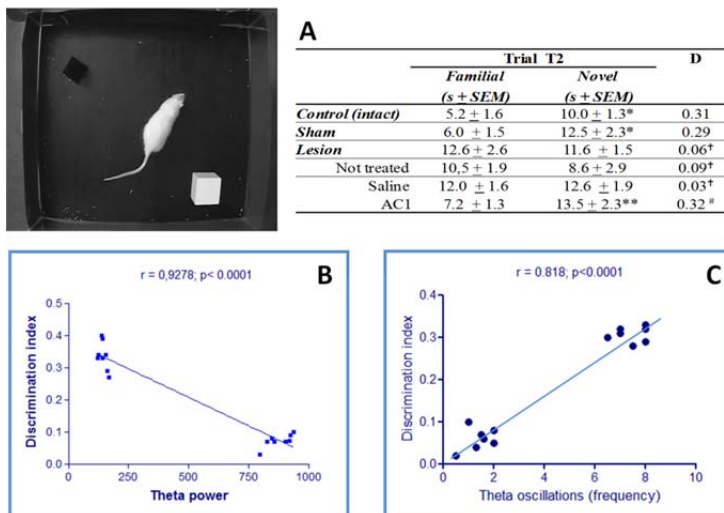 A
Trial T2 D
Familial Novel
(s + SEM) (s + SEM)
Control (intact) 5.2 + 1.6 10.0 + 1.3* 0.31
Sham 6.0 + 1.5 12.5 + 2.3* 0.29
Lesion 12.6 + 2.6 11.6 + 1.5 0.06†
Not treated 10,5 + 1.9 8.6 + 2.9 0.09†
Saline 12.0 + 1.6 12.6 + 1.9 0.03†
AC1 7.2 + 1.3 13.5 + 2.3** 0.32 #
B
r = 0,9278; p< 0.0001
Discrimination index
0.5
0.4
0.3
0.2
0.1
0.0
0 250 500 750 1000
Theta power
C
r = 0.818; p<0.0001
Discrimination index
0.4
0.3
0.2
0.1
0.0
0 2 4 6 8 10
Theta oscillations (frequency)